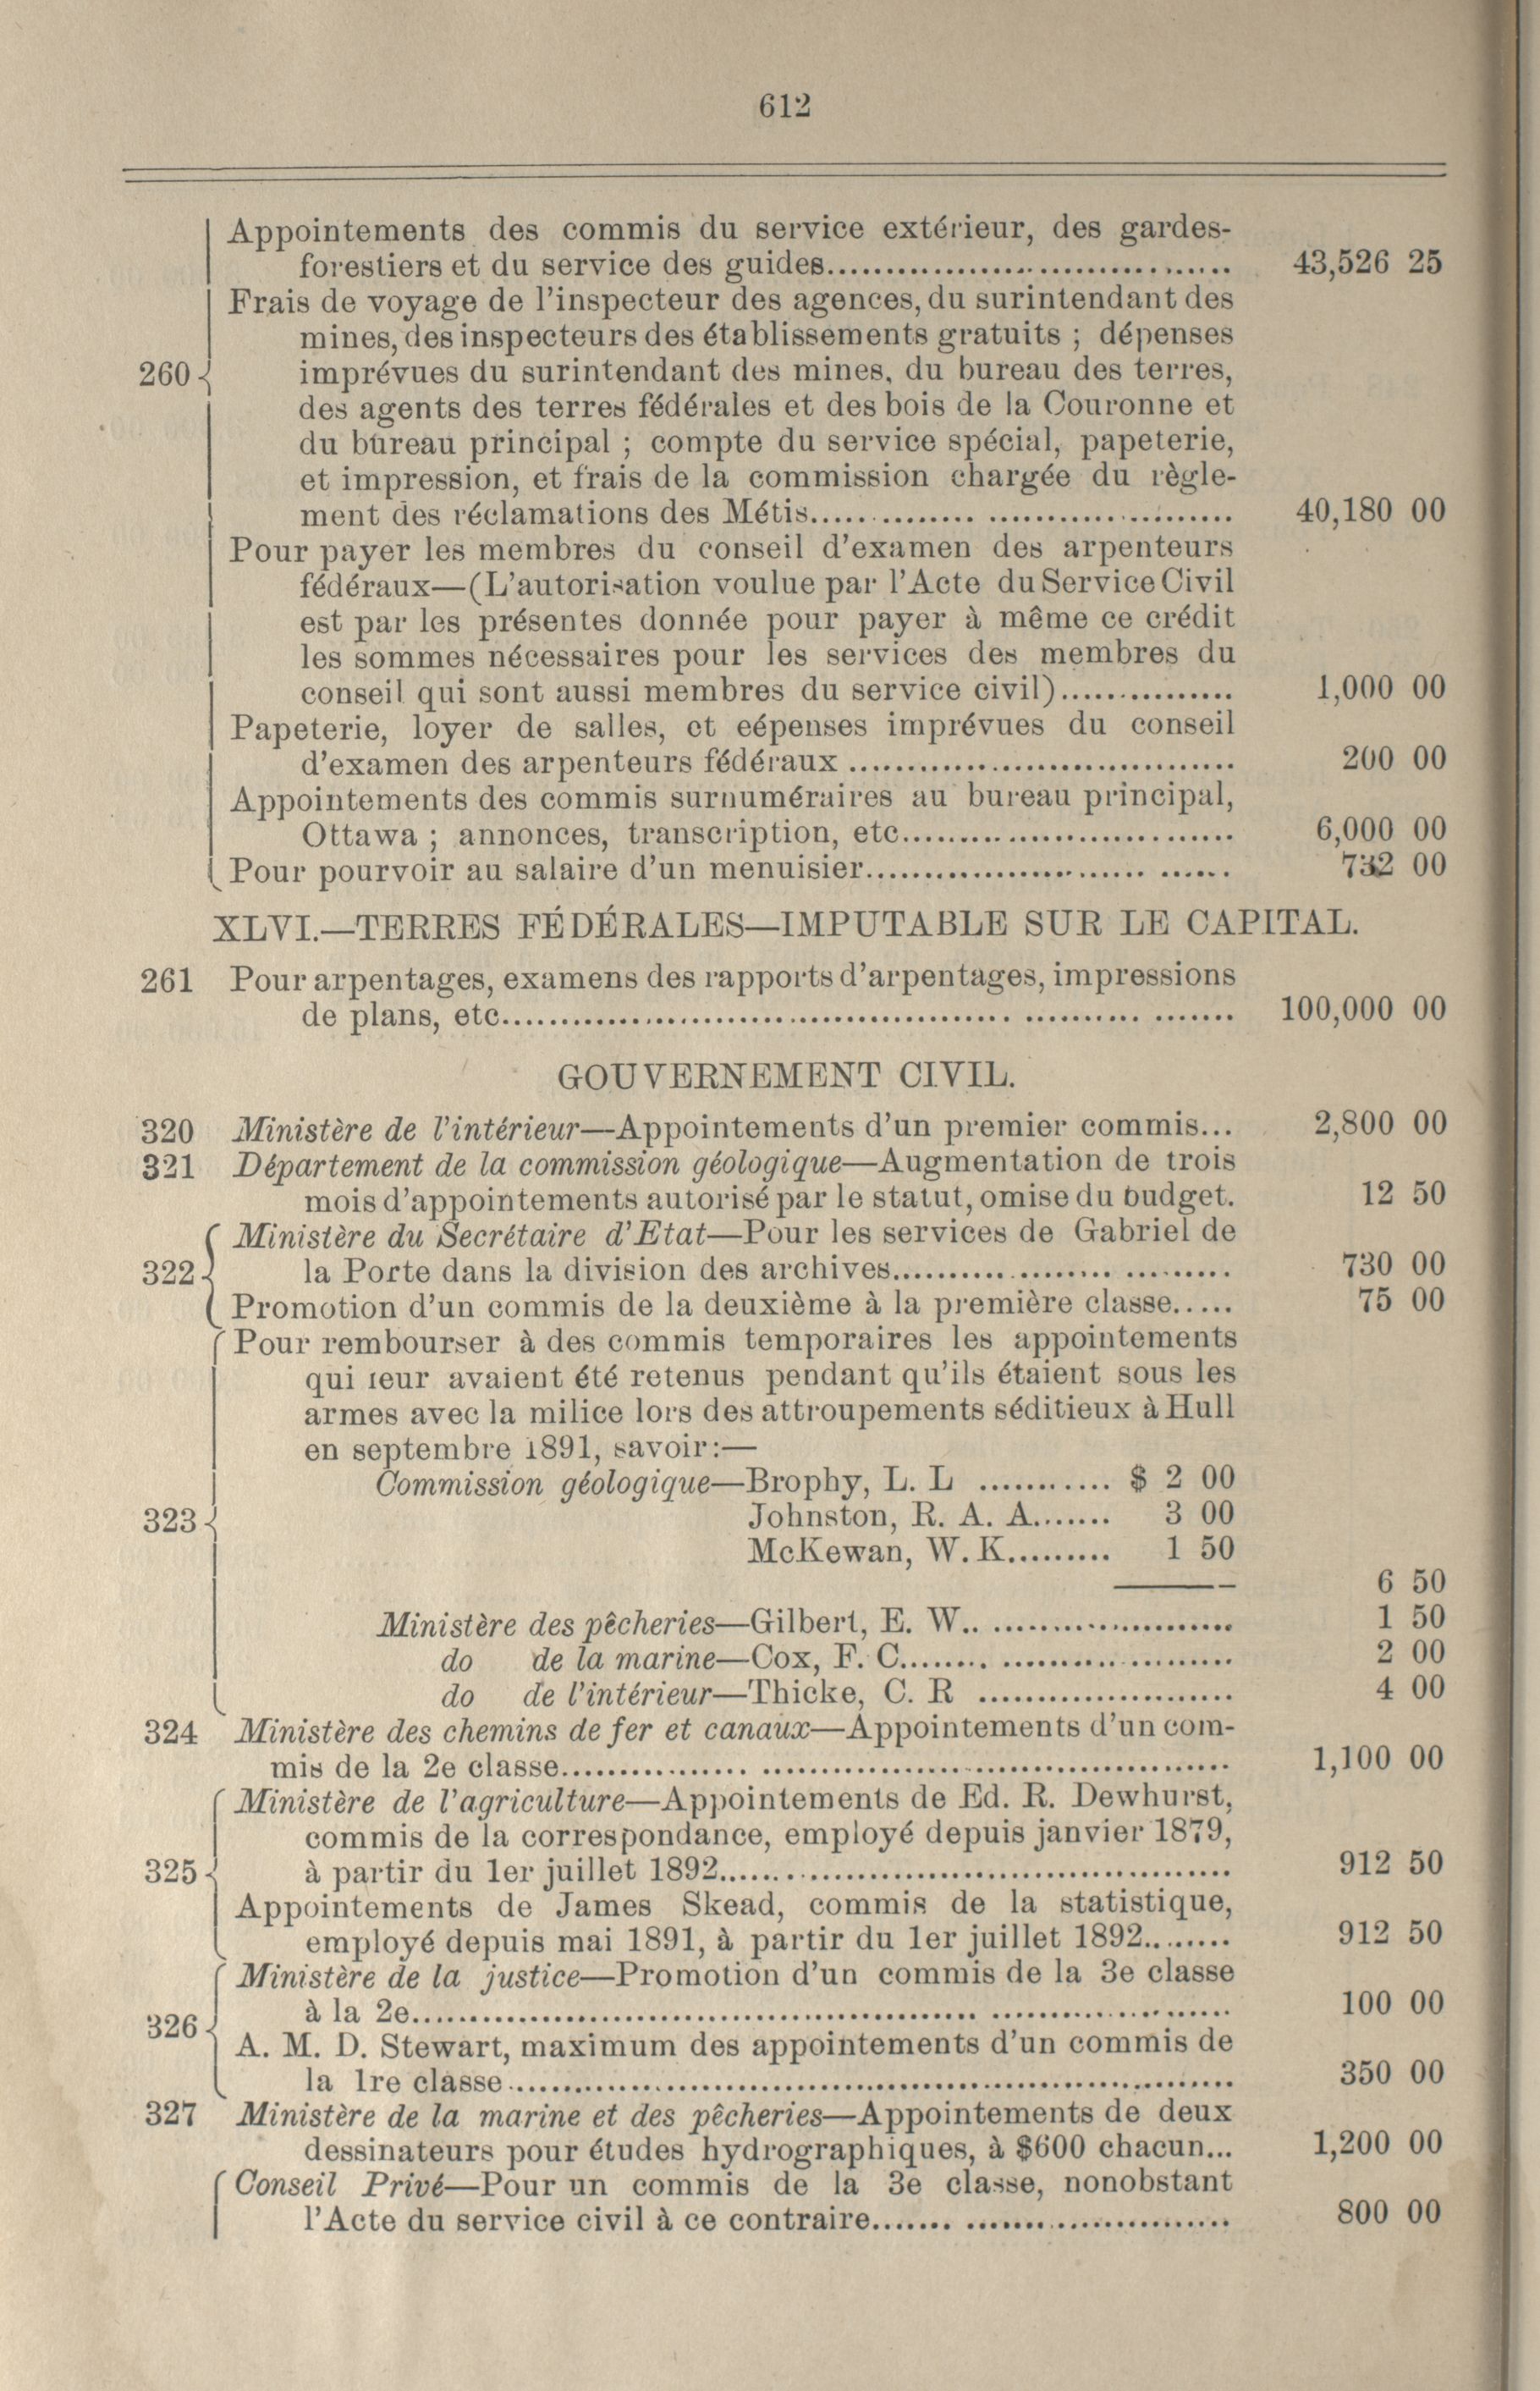 612
Appointements des commis du service extérieur, des gardes-
forestiers et du service des guides.................................... 43,526 25
Frais de voyage de l'inspecteur des agences, du surintendant des
mines, des inspecteurs des établissements gratuits ; dépenses
260 imprévues du surintendant des mines, du bureau des terres,
des agents des terres fédérales et des bois de la Couronne et
du bureau principal ; compte du service spécial, papeterie,
et impression, et frais de la commission chargée du règle-
ment des réclamations des Métis.................................... 40,180 00
Pour payer les membres du conseil d'examen des arpenteurs
fédéraux—(L'autorisation voulue par l'Acte du Service Civil
est par les présentes donnée pour payer à même ce crédit
les sommes nécessaires pour les services des membres du
conseil qui sont aussi membres du service civil)............... 1,000 00
Papeterie, loyer de salles, et eépenses imprévues du conseil
d'examen des arpenteurs fédéraux .................................. 200 00
Appointements des commis surnuméraires au bureau principal,
Ottawa ; annonces, transcription, etc............................. 6,000 00
Pour pourvoir au salaire d'un menuisier.............................. 732 00
XLVI.—TERRES FÉDÉRALES—IMPUTABLE SUR LE CAPITAL.
261 Pour arpentages, examens des rapports d'arpentages, impressions
de plans, etc.............................................................. 100,000 00
GOUVERNEMENT CIVIL.
320 Ministère de l'intérieur—Appointements d'un premier commis... 2,800 00
321 Département de la commission géologique—Augmentation de trois
mois d'appointements autorisé par le statut, omise du budget. 12 50
Ministère du Secrétaire d'Etat—Pour les services de Gabriel de
322 la Porte dans la division des archives............................. 730 00
Promotion d'un commis de la deuxième à la première classe..... 75 00
Pour rembourser à des commis temporaires les appointements
qui leur avaient été retenus pendant qu'ils étaient sous les
armes avec la milice lors des attroupements séditieux à Hull
en septembre 1891, savoir:—
Commission géologique—Brophy, L. L ........... $ 2 00
323 Johnston, R. A. A....... 3 00
McKewan, W. K.......... 1 50
6 50
Ministère des pêcheries—Gilbert, E. W.. ..................... 1 50
do de la marine—Cox, F. C............................ 2 00
do de l'intérieur—Thicke, C. R ...................... 4 00
324 Ministère des chemins de fer et canaux—Appointements d'un com-
mis de la 2e classe......................................................... 1,100 00
Ministère de l'agriculture—Appointements de Ed. R. Dewhurst,
commis de la correspondance, employé depuis janvier 1879,
325 à partir du 1er juillet 1892........................................... 912 50
Appointements de James Skead, commis de la statistique,
employé depuis mai 1891, à partir du 1er juillet 1892........ 912 50
Ministère de la justice—Promotion d'un commis de la 3e classe
326 à la 2e..................................................................... 100 00
A. M. D. Stewart, maximum des appointements d'un commis de
la 1re classe............................................................. 350 00
327 Ministère de la marine et des pêcheries—Appointements de deux
dessinateurs pour études hydrographiques, à $600 chacun... 1,200 00
Conseil Privé—Pour un commis de la 3e classe, nonobstant
l'Acte du service civil à ce contraire............................. 800 00